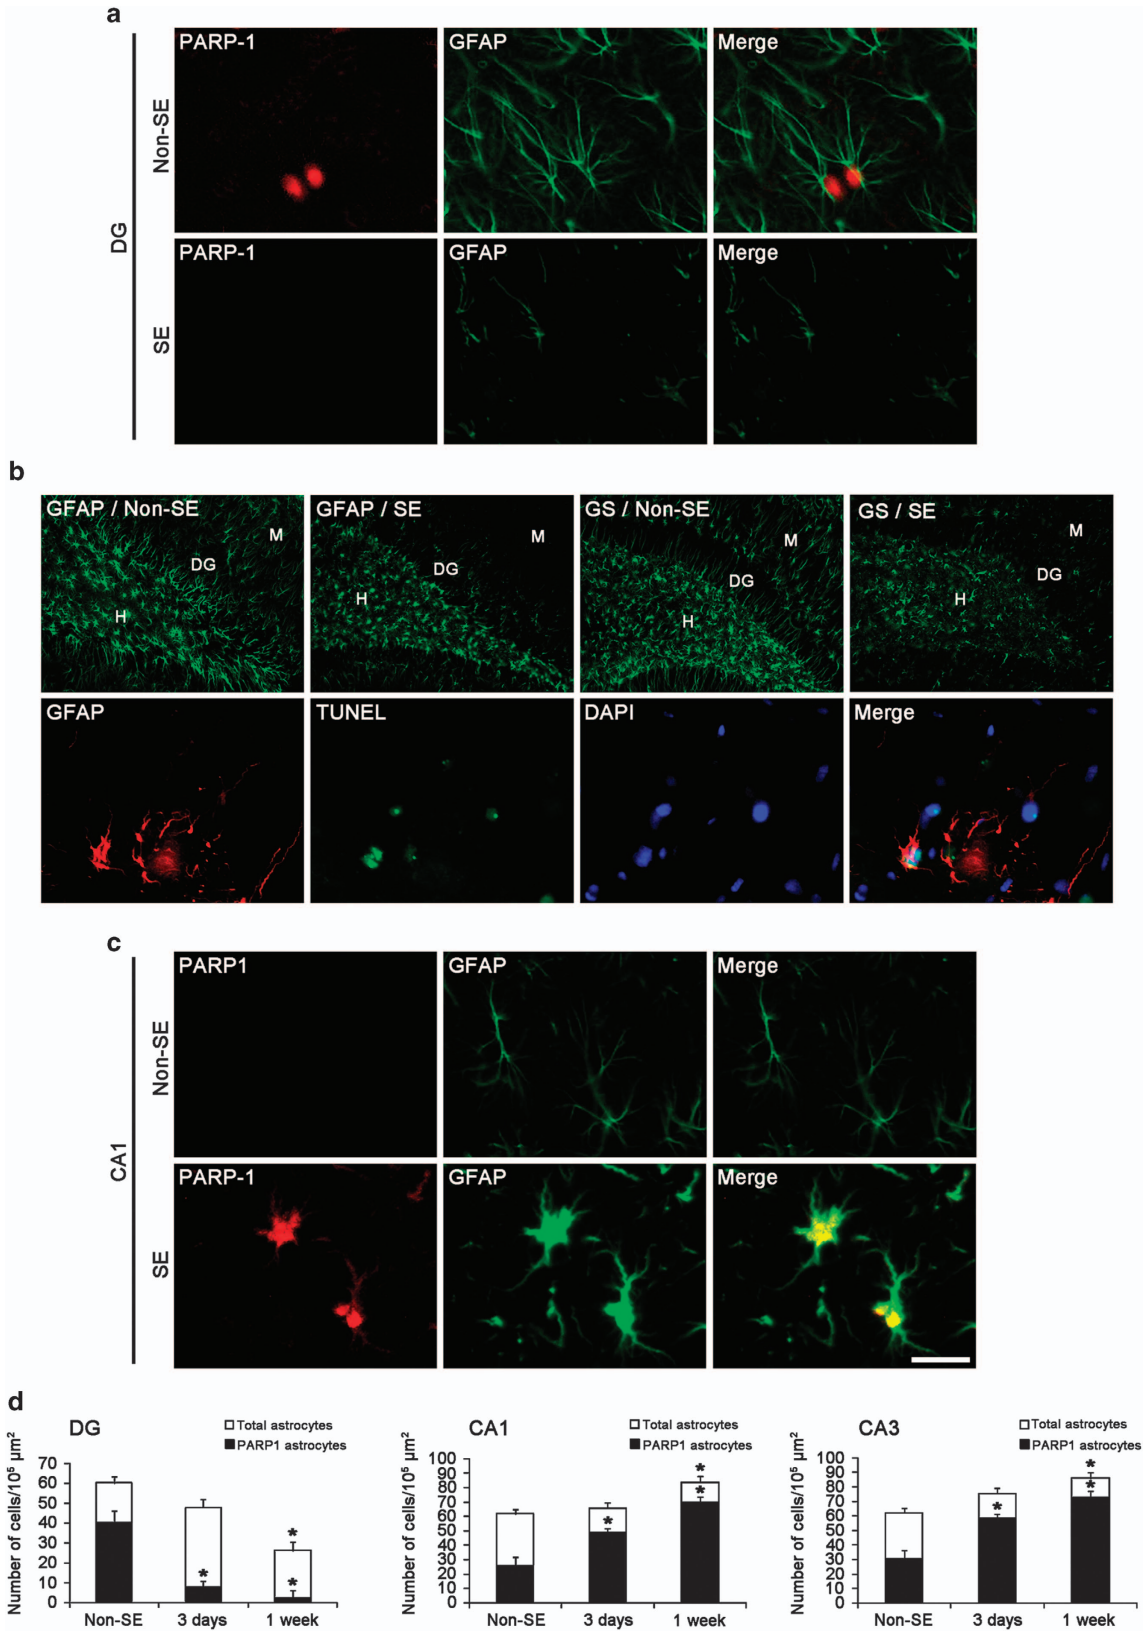 a
PARP-1 GFAP Merge
Non-SE
DG
PARP-1 GFAP Merge
SE
b
GFAP / Non-SE GFAP / SE GS / Non-SE GS / SE
M M M M
DG DG DG DG
H H H H
GFAP TUNEL DAPI Merge
c
PARP1 GFAP Merge
Non-SE
CA1
PARP-1 GFAP Merge
SE
d
DG
Total astrocytes
PARP1 astrocytes
Number of cells/10⁵ µm²
70
60
50
40
30
20
10
0
* * *
Non-SE 3 days 1 week
CA1
Total astrocytes
PARP1 astrocytes
Number of cells/10⁵ µm²
100
90
80
70
60
50
40
30
20
10
0
* * *
Non-SE 3 days 1 week
CA3
Total astrocytes
PARP1 astrocytes
Number of cells/10⁵ µm²
100
90
80
70
60
50
40
30
20
10
0
* * *
Non-SE 3 days 1 week